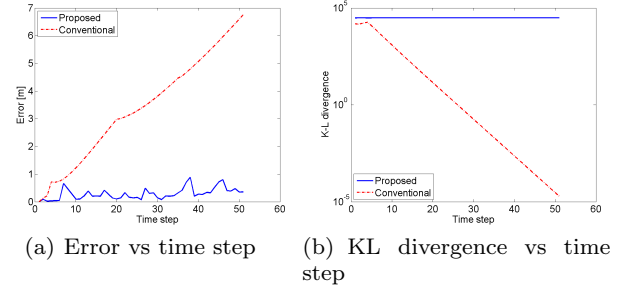 7
6
5
4
3
2
1
0
0 10 20 30 40 50 60
Error [m]
Time step
Proposed
Conventional
(a) Error vs time step
10^5
10^0
10^-5
0 10 20 30 40 50 60
K-L divergence
Time step
Proposed
Conventional
(b) KL divergence vs time
step